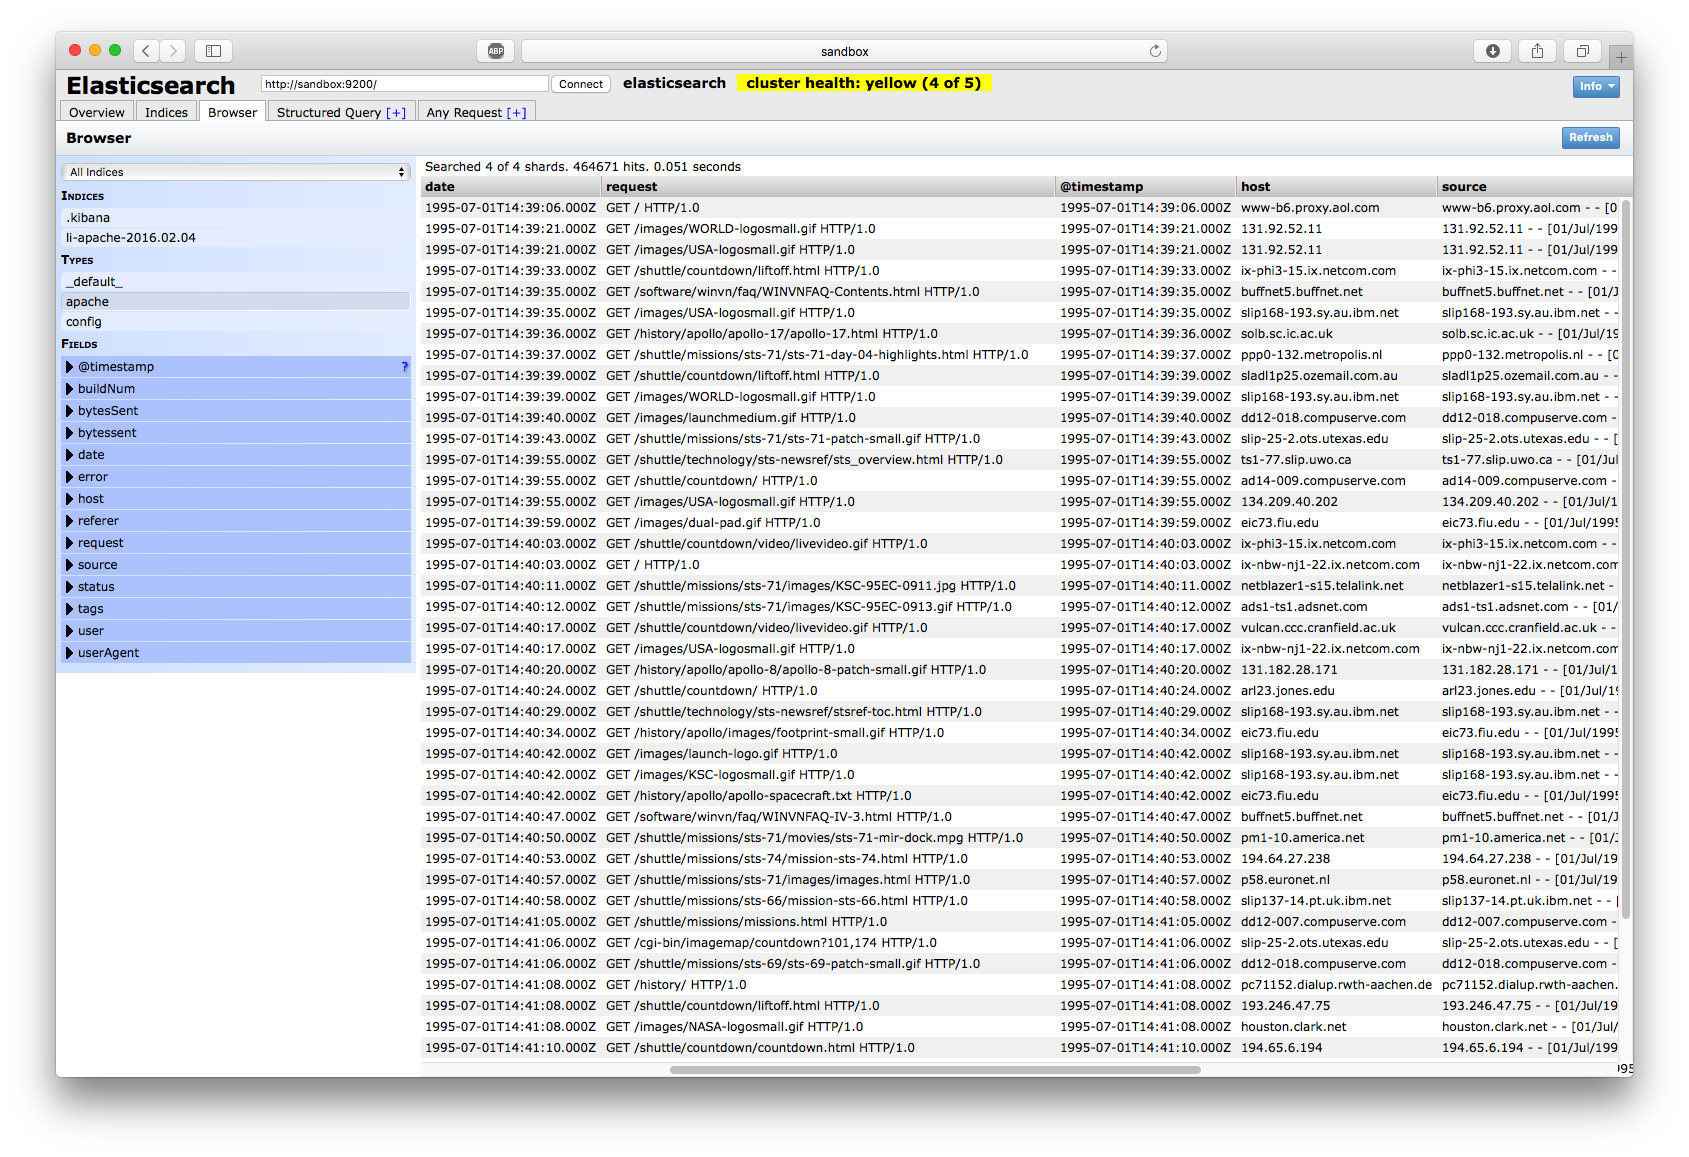 ABP
sandbox
Elasticsearch http://sandbox:9200/ Connect elasticsearch cluster health: yellow (4 of 5) Info
Overview Indices Browser Structured Query [+] Any Request [+]
Browser Refresh
All Indices
INDICES
.kibana
li-apache-2016.02.04
TYPES
_default_
apache
config
FIELDS
@timestamp ?
buildNum
bytesSent
bytessent
date
error
host
referer
request
source
status
tags
user
userAgent
Searched 4 of 4 shards. 464671 hits. 0.051 seconds
date request @timestamp host source
1995-07-01T14:39:06.000Z GET / HTTP/1.0 1995-07-01T14:39:06.000Z www-b6.proxy.aol.com www-b6.proxy.aol.com - - [0
1995-07-01T14:39:21.000Z GET /images/WORLD-logosmall.gif HTTP/1.0 1995-07-01T14:39:21.000Z 131.92.52.11 131.92.52.11 - - [01/Jul/199
1995-07-01T14:39:21.000Z GET /images/USA-logosmall.gif HTTP/1.0 1995-07-01T14:39:21.000Z 131.92.52.11 131.92.52.11 - - [01/Jul/199
1995-07-01T14:39:33.000Z GET /shuttle/countdown/liftoff.html HTTP/1.0 1995-07-01T14:39:33.000Z ix-phi3-15.ix.netcom.com ix-phi3-15.ix.netcom.com - -
1995-07-01T14:39:35.000Z GET /software/winvn/faq/WINVNFAQ-Contents.html HTTP/1.0 1995-07-01T14:39:35.000Z buffnet5.buffnet.net buffnet5.buffnet.net - - [01/J
1995-07-01T14:39:35.000Z GET /images/USA-logosmall.gif HTTP/1.0 1995-07-01T14:39:35.000Z slip168-193.sy.au.ibm.net slip168-193.sy.au.ibm.net - -
1995-07-01T14:39:36.000Z GET /history/apollo/apollo-17/apollo-17.html HTTP/1.0 1995-07-01T14:39:36.000Z solb.sc.ic.ac.uk solb.sc.ic.ac.uk - - [01/Jul/19
1995-07-01T14:39:37.000Z GET /shuttle/missions/sts-71/sts-71-day-04-highlights.html HTTP/1.0 1995-07-01T14:39:37.000Z ppp0-132.metropolis.nl ppp0-132.metropolis.nl - - [0
1995-07-01T14:39:39.000Z GET /shuttle/countdown/liftoff.html HTTP/1.0 1995-07-01T14:39:39.000Z sladl1p25.ozemail.com.au sladl1p25.ozemail.com.au - -
1995-07-01T14:39:39.000Z GET /images/WORLD-logosmall.gif HTTP/1.0 1995-07-01T14:39:39.000Z slip168-193.sy.au.ibm.net slip168-193.sy.au.ibm.net - -
1995-07-01T14:39:40.000Z GET /images/launchmedium.gif HTTP/1.0 1995-07-01T14:39:40.000Z dd12-018.compuserve.com dd12-018.compuserve.com -
1995-07-01T14:39:43.000Z GET /shuttle/missions/sts-71/sts-71-patch-small.gif HTTP/1.0 1995-07-01T14:39:43.000Z slip-25-2.ots.utexas.edu slip-25-2.ots.utexas.edu - - [
1995-07-01T14:39:55.000Z GET /shuttle/technology/sts-newsref/sts_overview.html HTTP/1.0 1995-07-01T14:39:55.000Z ts1-77.slip.uwo.ca ts1-77.slip.uwo.ca - - [01/Jul
1995-07-01T14:39:55.000Z GET /shuttle/countdown/ HTTP/1.0 1995-07-01T14:39:55.000Z ad14-009.compuserve.com ad14-009.compuserve.com -
1995-07-01T14:39:55.000Z GET /images/USA-logosmall.gif HTTP/1.0 1995-07-01T14:39:55.000Z 134.209.40.202 134.209.40.202 - - [01/Jul/1
1995-07-01T14:39:59.000Z GET /images/dual-pad.gif HTTP/1.0 1995-07-01T14:39:59.000Z eic73.fiu.edu eic73.fiu.edu - - [01/Jul/1995
1995-07-01T14:40:03.000Z GET /shuttle/countdown/video/livevideo.gif HTTP/1.0 1995-07-01T14:40:03.000Z ix-phi3-15.ix.netcom.com ix-phi3-15.ix.netcom.com - -
1995-07-01T14:40:03.000Z GET / HTTP/1.0 1995-07-01T14:40:03.000Z ix-nbw-nj1-22.ix.netcom.com ix-nbw-nj1-22.ix.netcom.com
1995-07-01T14:40:11.000Z GET /shuttle/missions/sts-71/images/KSC-95EC-0911.jpg HTTP/1.0 1995-07-01T14:40:11.000Z netblazer1-s15.telalink.net netblazer1-s15.telalink.net -
1995-07-01T14:40:12.000Z GET /shuttle/missions/sts-71/images/KSC-95EC-0913.gif HTTP/1.0 1995-07-01T14:40:12.000Z ads1-ts1.adsnet.com ads1-ts1.adsnet.com - - [01/
1995-07-01T14:40:17.000Z GET /shuttle/countdown/video/livevideo.gif HTTP/1.0 1995-07-01T14:40:17.000Z vulcan.ccc.cranfield.ac.uk vulcan.ccc.cranfield.ac.uk - -
1995-07-01T14:40:17.000Z GET /images/USA-logosmall.gif HTTP/1.0 1995-07-01T14:40:17.000Z ix-nbw-nj1-22.ix.netcom.com ix-nbw-nj1-22.ix.netcom.com
1995-07-01T14:40:20.000Z GET /history/apollo/apollo-8/apollo-8-patch-small.gif HTTP/1.0 1995-07-01T14:40:20.000Z 131.182.28.171 131.182.28.171 - - [01/Jul/1
1995-07-01T14:40:24.000Z GET /shuttle/countdown/ HTTP/1.0 1995-07-01T14:40:24.000Z arl23.jones.edu arl23.jones.edu - - [01/Jul/19
1995-07-01T14:40:29.000Z GET /shuttle/technology/sts-newsref/stsref-toc.html HTTP/1.0 1995-07-01T14:40:29.000Z slip168-193.sy.au.ibm.net slip168-193.sy.au.ibm.net - -
1995-07-01T14:40:34.000Z GET /history/apollo/images/footprint-small.gif HTTP/1.0 1995-07-01T14:40:34.000Z eic73.fiu.edu eic73.fiu.edu - - [01/Jul/1995
1995-07-01T14:40:42.000Z GET /images/launch-logo.gif HTTP/1.0 1995-07-01T14:40:42.000Z slip168-193.sy.au.ibm.net slip168-193.sy.au.ibm.net - -
1995-07-01T14:40:42.000Z GET /images/KSC-logosmall.gif HTTP/1.0 1995-07-01T14:40:42.000Z slip168-193.sy.au.ibm.net slip168-193.sy.au.ibm.net - -
1995-07-01T14:40:42.000Z GET /history/apollo/apollo-spacecraft.txt HTTP/1.0 1995-07-01T14:40:42.000Z eic73.fiu.edu eic73.fiu.edu - - [01/Jul/1995
1995-07-01T14:40:47.000Z GET /software/winvn/faq/WINVNFAQ-IV-3.html HTTP/1.0 1995-07-01T14:40:47.000Z buffnet5.buffnet.net buffnet5.buffnet.net - - [01/J
1995-07-01T14:40:50.000Z GET /shuttle/missions/sts-71/movies/sts-71-mir-dock.mpg HTTP/1.0 1995-07-01T14:40:50.000Z pm1-10.america.net pm1-10.america.net - - [01/J
1995-07-01T14:40:53.000Z GET /shuttle/missions/sts-74/mission-sts-74.html HTTP/1.0 1995-07-01T14:40:53.000Z 194.64.27.238 194.64.27.238 - - [01/Jul/19
1995-07-01T14:40:57.000Z GET /shuttle/missions/sts-71/images/images.html HTTP/1.0 1995-07-01T14:40:57.000Z p58.euronet.nl p58.euronet.nl - - [01/Jul/19
1995-07-01T14:40:58.000Z GET /shuttle/missions/sts-66/mission-sts-66.html HTTP/1.0 1995-07-01T14:40:58.000Z slip137-14.pt.uk.ibm.net slip137-14.pt.uk.ibm.net - - [
1995-07-01T14:41:05.000Z GET /shuttle/missions/missions.html HTTP/1.0 1995-07-01T14:41:05.000Z dd12-007.compuserve.com dd12-007.compuserve.com -
1995-07-01T14:41:06.000Z GET /cgi-bin/imagemap/countdown?101,174 HTTP/1.0 1995-07-01T14:41:06.000Z slip-25-2.ots.utexas.edu slip-25-2.ots.utexas.edu - - [
1995-07-01T14:41:06.000Z GET /shuttle/missions/sts-69/sts-69-patch-small.gif HTTP/1.0 1995-07-01T14:41:06.000Z dd12-018.compuserve.com dd12-018.compuserve.com -
1995-07-01T14:41:08.000Z GET /history/ HTTP/1.0 1995-07-01T14:41:08.000Z pc71152.dialup.rwth-aachen.de pc71152.dialup.rwth-aachen.
1995-07-01T14:41:08.000Z GET /shuttle/countdown/liftoff.html HTTP/1.0 1995-07-01T14:41:08.000Z 193.246.47.75 193.246.47.75 - - [01/Jul/19
1995-07-01T14:41:08.000Z GET /images/NASA-logosmall.gif HTTP/1.0 1995-07-01T14:41:08.000Z houston.clark.net houston.clark.net - - [01/Jul/
1995-07-01T14:41:10.000Z GET /shuttle/countdown/countdown.html HTTP/1.0 1995-07-01T14:41:10.000Z 194.65.6.194 194.65.6.194 - - [01/Jul/199
995